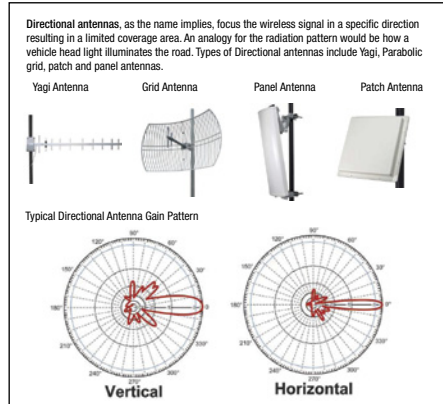 Directional antennas, as the name implies, focus the wireless signal in a specific direction
resulting in a limited coverage area. An analogy for the radiation pattern would be how a
vehicle head light illuminates the road. Types of Directional antennas include Yagi, Parabolic
grid, patch and panel antennas.
Yagi Antenna Grid Antenna Panel Antenna Patch Antenna
Typical Directional Antenna Gain Pattern
90° 90°
120° 60° 120° 60°
150° 150°
180° 180°
210° 330° 210° 330°
240° 300° 240° 300°
270° 270°
Vertical Horizontal